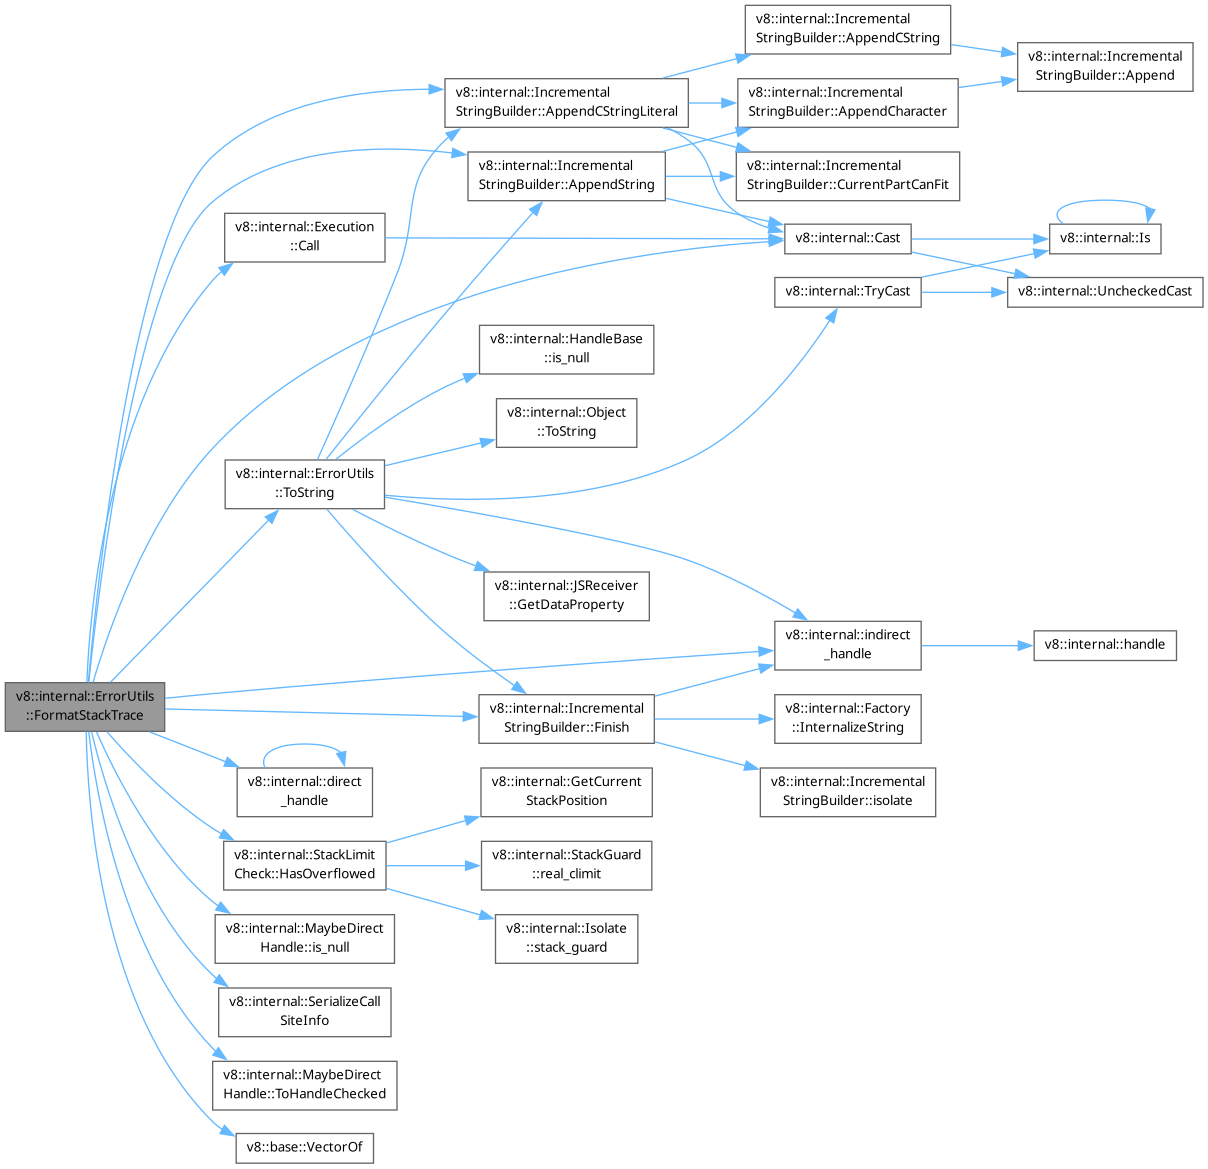 v8::internal::Incremental
StringBuilder::AppendCString
v8::internal::Incremental
StringBuilder::Append
v8::internal::Incremental
StringBuilder::AppendCStringLiteral
v8::internal::Incremental
StringBuilder::AppendCharacter
v8::internal::Incremental
StringBuilder::AppendString
v8::internal::Incremental
StringBuilder::CurrentPartCanFit
v8::internal::Execution
::Call
v8::internal::Cast
v8::internal::Is
v8::internal::TryCast
v8::internal::UncheckedCast
v8::internal::HandleBase
::is_null
v8::internal::Object
::ToString
v8::internal::ErrorUtils
::ToString
v8::internal::JSReceiver
::GetDataProperty
v8::internal::indirect
_handle
v8::internal::handle
v8::internal::ErrorUtils
::FormatStackTrace
v8::internal::Incremental
StringBuilder::Finish
v8::internal::Factory
::InternalizeString
v8::internal::direct
_handle
v8::internal::GetCurrent
StackPosition
v8::internal::Incremental
StringBuilder::isolate
v8::internal::StackLimit
Check::HasOverflowed
v8::internal::StackGuard
::real_climit
v8::internal::MaybeDirect
Handle::is_null
v8::internal::Isolate
::stack_guard
v8::internal::SerializeCall
SiteInfo
v8::internal::MaybeDirect
Handle::ToHandleChecked
v8::base::VectorOf